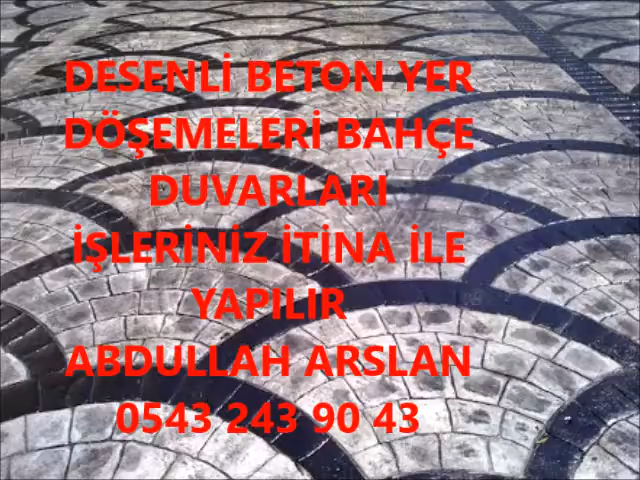 DESENLİ BETON YER
DÖŞEMELERİ BAHÇE
DUVARLARI
İŞLERİNİZ İTİNA İLE
YAPILIR
ABDULLAH ARSLAN
0543 243 90 43